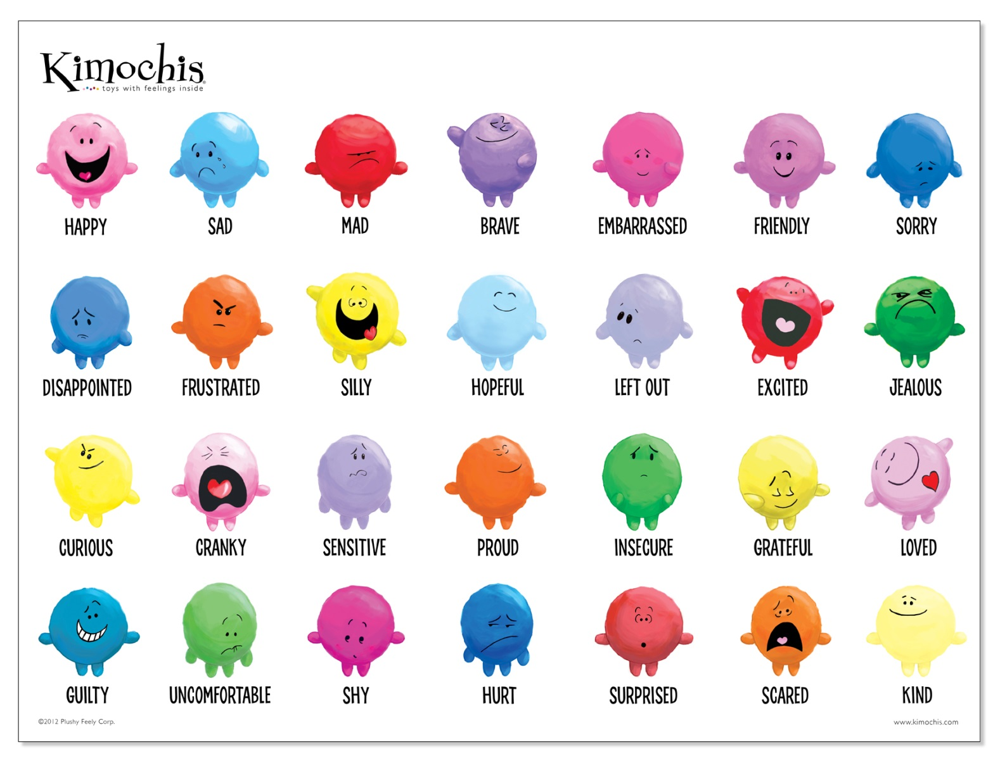 Kimochis®
toys with feelings inside
HAPPY SAD MAD BRAVE EMBARRASSED FRIENDLY SORRY
DISAPPOINTED FRUSTRATED SILLY HOPEFUL LEFT OUT EXCITED JEALOUS
CURIOUS CRANKY SENSITIVE PROUD INSECURE GRATEFUL LOVED
GUILTY UNCOMFORTABLE SHY HURT SURPRISED SCARED KIND
©2012 Plushy Feely Corp. www.kimochis.com